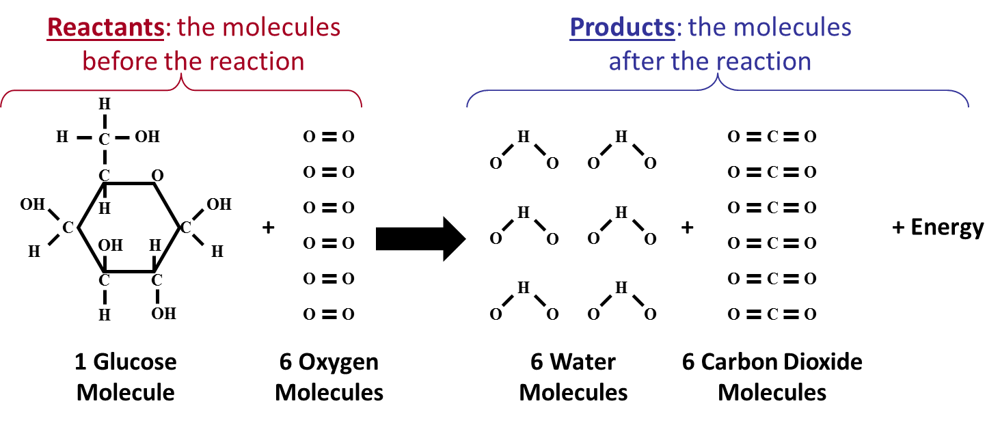 Reactants: the molecules
before the reaction
Products: the molecules
after the reaction
H
H – C – OH
C O
H
OH OH
C C
H H
OH H
C C
H OH
+
O = O
O = O
O = O
O = O
O = O
O = O
H H
O O O O
H H
O O O O
H H
O O O O
+
O = C = O
O = C = O
O = C = O
O = C = O
O = C = O
O = C = O
+ Energy
1 Glucose
Molecule
6 Oxygen
Molecules
6 Water
Molecules
6 Carbon Dioxide
Molecules